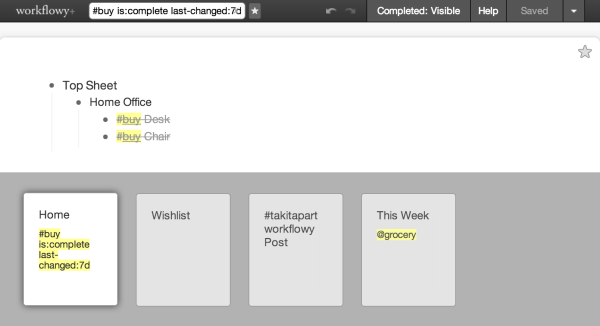 workflowy+ #buy is:complete last-changed:7d Completed: Visible Help Saved
Top Sheet
Home Office
#buy Desk
#buy Chair
Home
#buy
is:complete
last-
changed:7d
Wishlist
#takitapart
workflowy
Post
This Week
@grocery